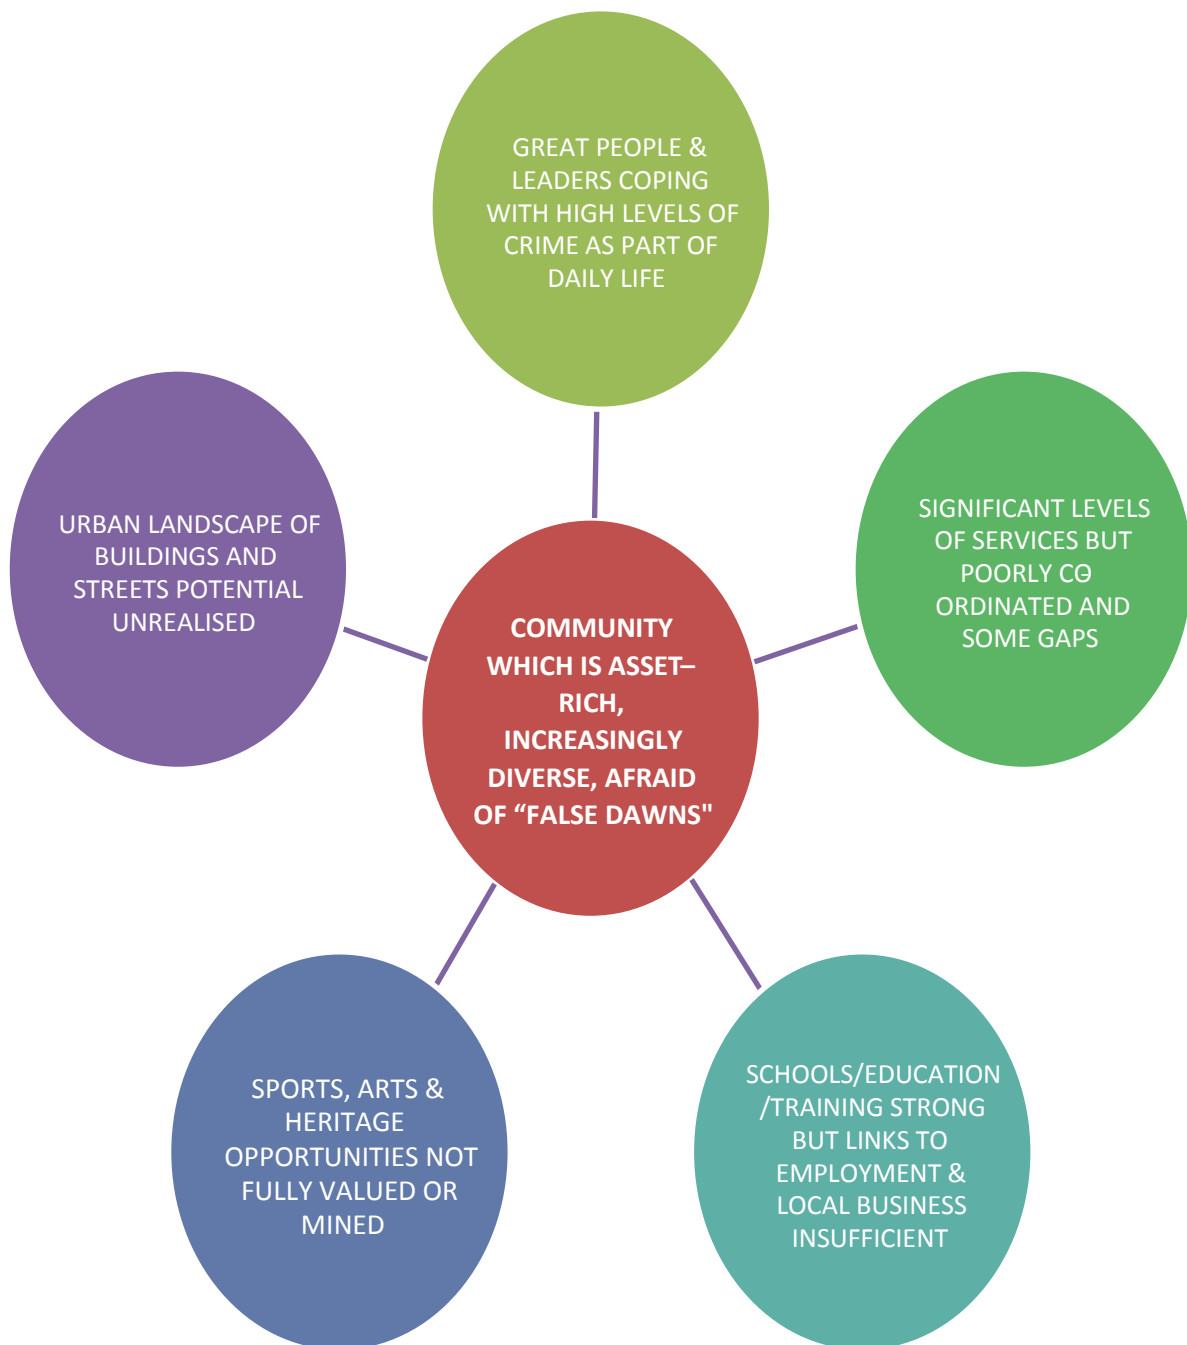 GREAT PEOPLE &
LEADERS COPING
WITH HIGH LEVELS OF
CRIME AS PART OF
DAILY LIFE
SIGNIFICANT LEVELS
OF SERVICES BUT
POORLY CO-
ORDINATED AND
SOME GAPS
URBAN LANDSCAPE OF
BUILDINGS AND
STREETS POTENTIAL
UNREALISED
COMMUNITY
WHICH IS ASSET–
RICH,
INCREASINGLY
DIVERSE, AFRAID
OF “FALSE DAWNS"
SCHOOLS/EDUCATION
/TRAINING STRONG
BUT LINKS TO
EMPLOYMENT &
LOCAL BUSINESS
INSUFFICIENT
SPORTS, ARTS &
HERITAGE
OPPORTUNITIES NOT
FULLY VALUED OR
MINED